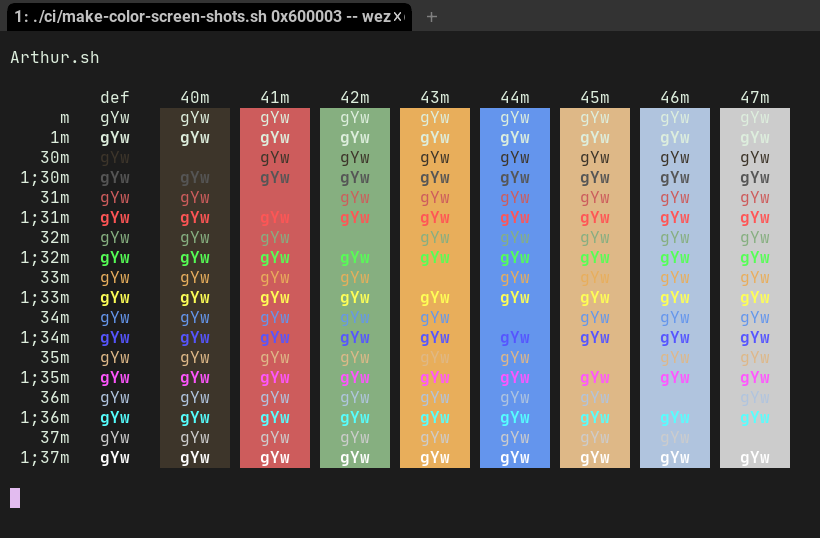 1: ./ci/make-color-screen-shots.sh 0x600003 -- wez
Arthur.sh
def 40m 41m 42m 43m 44m 45m 46m 47m
m gYw gYw gYw gYw gYw gYw gYw gYw gYw
1m gYw gYw gYw gYw gYw gYw gYw gYw gYw
30m gYw gYw gYw gYw gYw gYw gYw gYw
1;30m gYw gYw gYw gYw gYw gYw gYw gYw gYw
31m gYw gYw gYw gYw gYw gYw gYw gYw
1;31m gYw gYw gYw gYw gYw gYw gYw gYw gYw
32m gYw gYw gYw gYw gYw gYw gYw gYw
1;32m gYw gYw gYw gYw gYw gYw gYw gYw gYw
33m gYw gYw gYw gYw gYw gYw gYw gYw
1;33m gYw gYw gYw gYw gYw gYw gYw gYw gYw
34m gYw gYw gYw gYw gYw gYw gYw gYw
1;34m gYw gYw gYw gYw gYw gYw gYw gYw gYw
35m gYw gYw gYw gYw gYw gYw gYw gYw
1;35m gYw gYw gYw gYw gYw gYw gYw gYw gYw
36m gYw gYw gYw gYw gYw gYw gYw gYw
1;36m gYw gYw gYw gYw gYw gYw gYw gYw gYw
37m gYw gYw gYw gYw gYw gYw gYw gYw
1;37m gYw gYw gYw gYw gYw gYw gYw gYw gYw